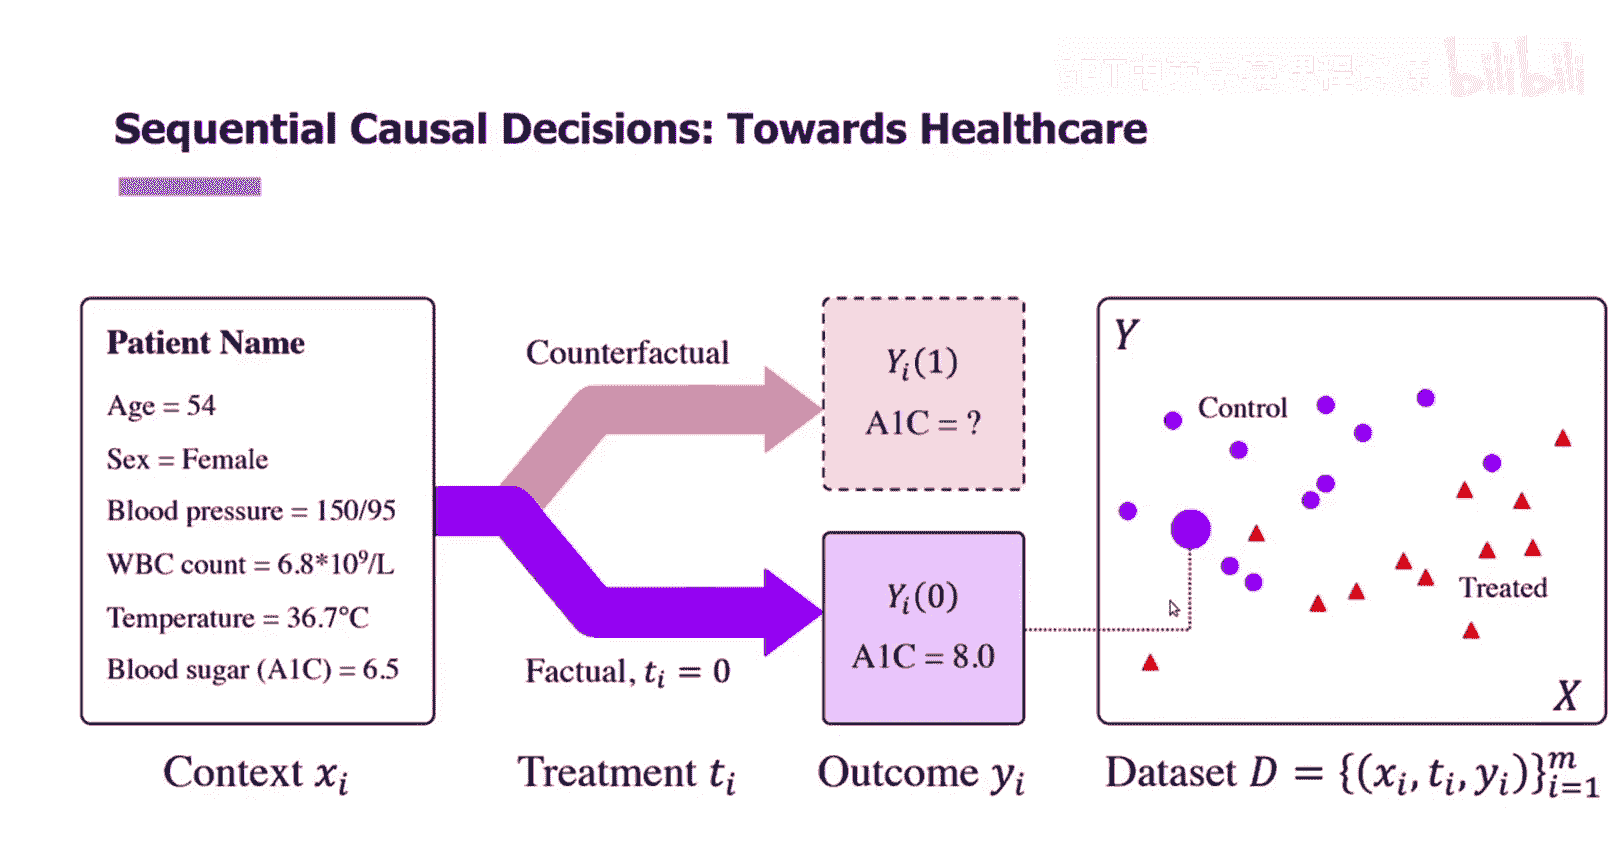 bilibili
Sequential Causal Decisions: Towards Healthcare
Patient Name
Age = 54
Sex = Female
Blood pressure = 150/95
WBC count = 6.8*10⁹/L
Temperature = 36.7°C
Blood sugar (A1C) = 6.5
Context xᵢ
Counterfactual
Factual, tᵢ = 0
Treatment tᵢ
Yᵢ(1)
A1C = ?
Yᵢ(0)
A1C = 8.0
Outcome yᵢ
Y
Control
Treated
X
Dataset D = {(xᵢ, tᵢ, yᵢ)}ᵐᵢ₌₁